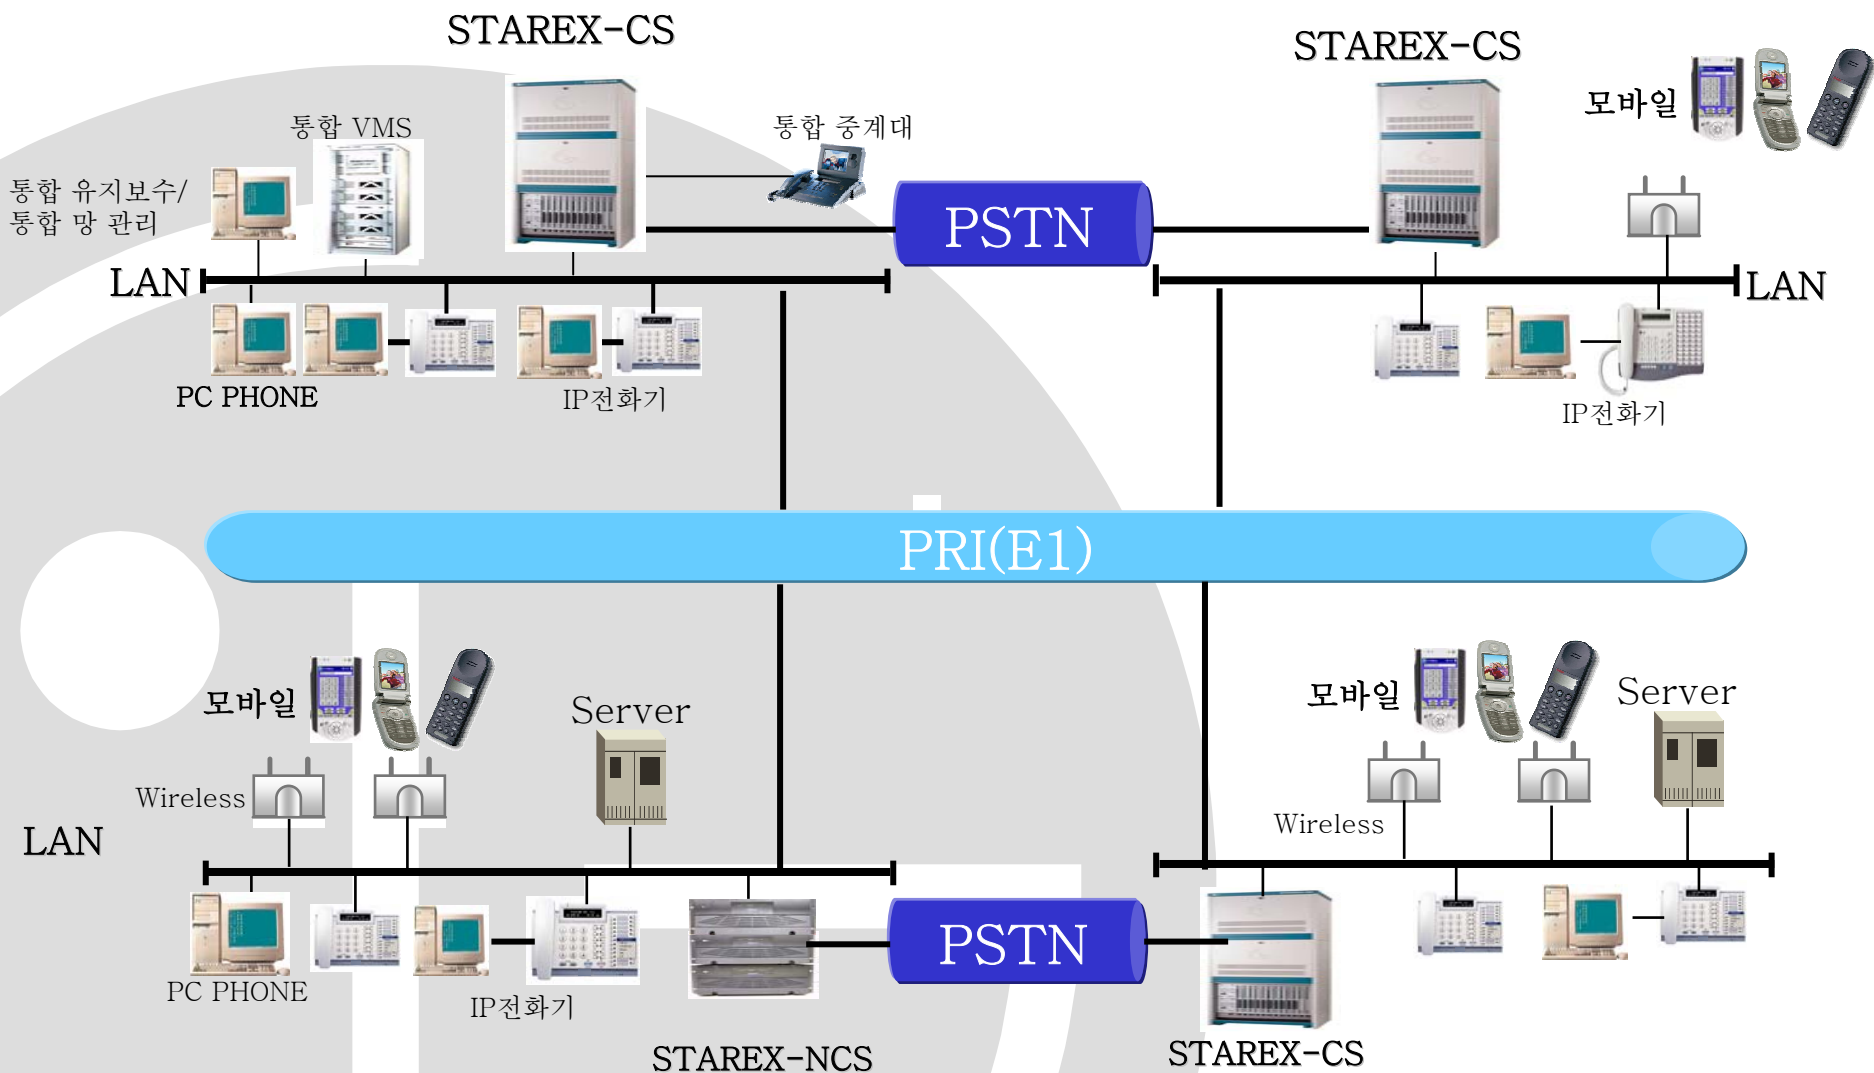 STAREX-CS
STAREX-CS
모바일
통합 VMS
통합 중계대
통합 유지보수/
통합 망 관리
PSTN
LAN
LAN
PC PHONE
IP전화기
IP전화기
PRI(E1)
모바일
Server
모바일
Server
Wireless
Wireless
LAN
PSTN
PC PHONE
IP전화기
STAREX-NCS
STAREX-CS